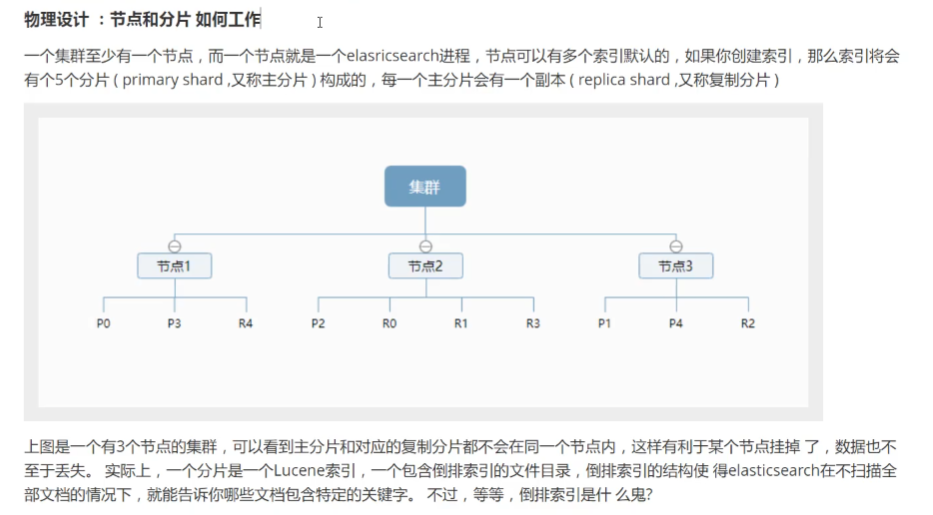 物理设计 ：节点和分片 如何工作
一个集群至少有一个节点，而一个节点就是一个elasricsearch进程，节点可以有多个索引默认的，如果你创建索引，那么索引将会
有个5个分片 ( primary shard ,又称主分片 ) 构成的，每一个主分片会有一个副本 ( replica shard ,又称复制分片 )
集群
节点1 节点2 节点3
P0 P3 R4 P2 R0 R1 R3 P1 P4 R2
上图是一个有3个节点的集群，可以看到主分片和对应的复制分片都不会在同一个节点内，这样有利于某个节点挂掉 了，数据也不
至于丢失。 实际上，一个分片是一个Lucene索引，一个包含倒排索引的文件目录，倒排索引的结构使 得elasticsearch在不扫描全
部文档的情况下，就能告诉你哪些文档包含特定的关键字。 不过，等等，倒排索引是什 么鬼?